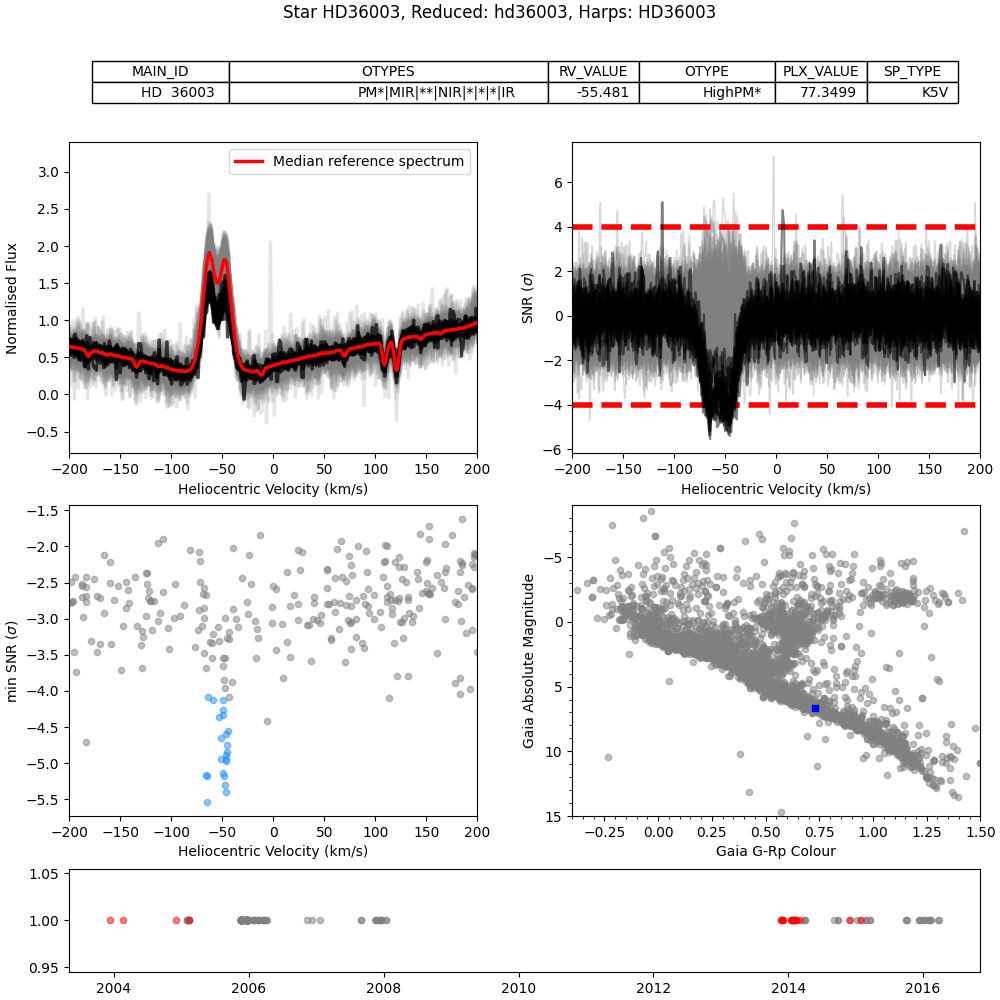 Star HD36003, Reduced: hd36003, Harps: HD36003
MAIN_ID OTYPES RV_VALUE OTYPE PLX_VALUE SP_TYPE
HD  36003 PM*|MIR|**|NIR|*|*|*|IR -55.481 HighPM* 77.3499 K5V
Median reference spectrum
Normalised Flux
3.0
2.5
2.0
1.5
1.0
0.5
0.0
−0.5
−200 −150 −100 −50 0 50 100 150 200
Heliocentric Velocity (km/s)
SNR (σ)
6
4
2
0
−2
−4
−6
−200 −150 −100 −50 0 50 100 150 200
Heliocentric Velocity (km/s)
min SNR (σ)
−1.5
−2.0
−2.5
−3.0
−3.5
−4.0
−4.5
−5.0
−5.5
−200 −150 −100 −50 0 50 100 150 200
Heliocentric Velocity (km/s)
Gaia Absolute Magnitude
−5
0
5
10
15
−0.25 0.00 0.25 0.50 0.75 1.00 1.25 1.50
Gaia G-Rp Colour
1.05
1.00
0.95
2004 2006 2008 2010 2012 2014 2016